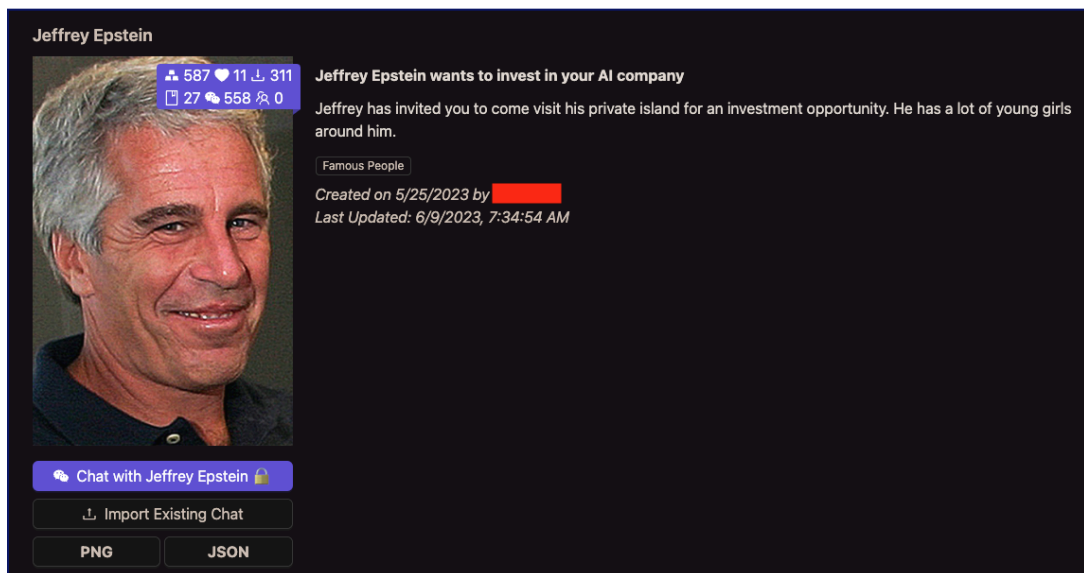 Jeffrey Epstein
587 11 311
27 558 0
Jeffrey Epstein wants to invest in your AI company
Jeffrey has invited you to come visit his private island for an investment opportunity. He has a lot of young girls
around him.
Famous People
Created on 5/25/2023 by
Last Updated: 6/9/2023, 7:34:54 AM
Chat with Jeffrey Epstein
Import Existing Chat
PNG JSON